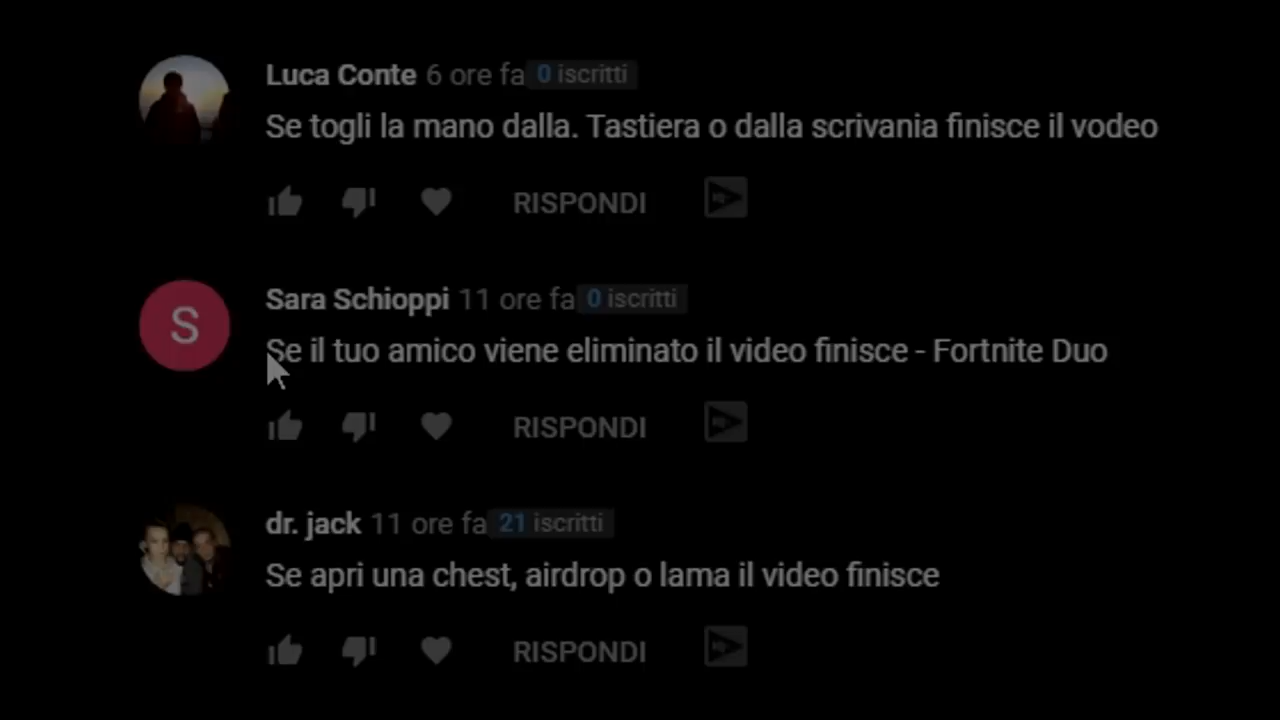 Luca Conte 6 ore fa 0 iscritti
Se togli la mano dalla. Tastiera o dalla scrivania finisce il vodeo
RISPONDI
S
Sara Schioppi 11 ore fa 0 iscritti
Se il tuo amico viene eliminato il video finisce - Fortnite Duo
RISPONDI
dr. jack 11 ore fa 21 iscritti
Se apri una chest, airdrop o lama il video finisce
RISPONDI